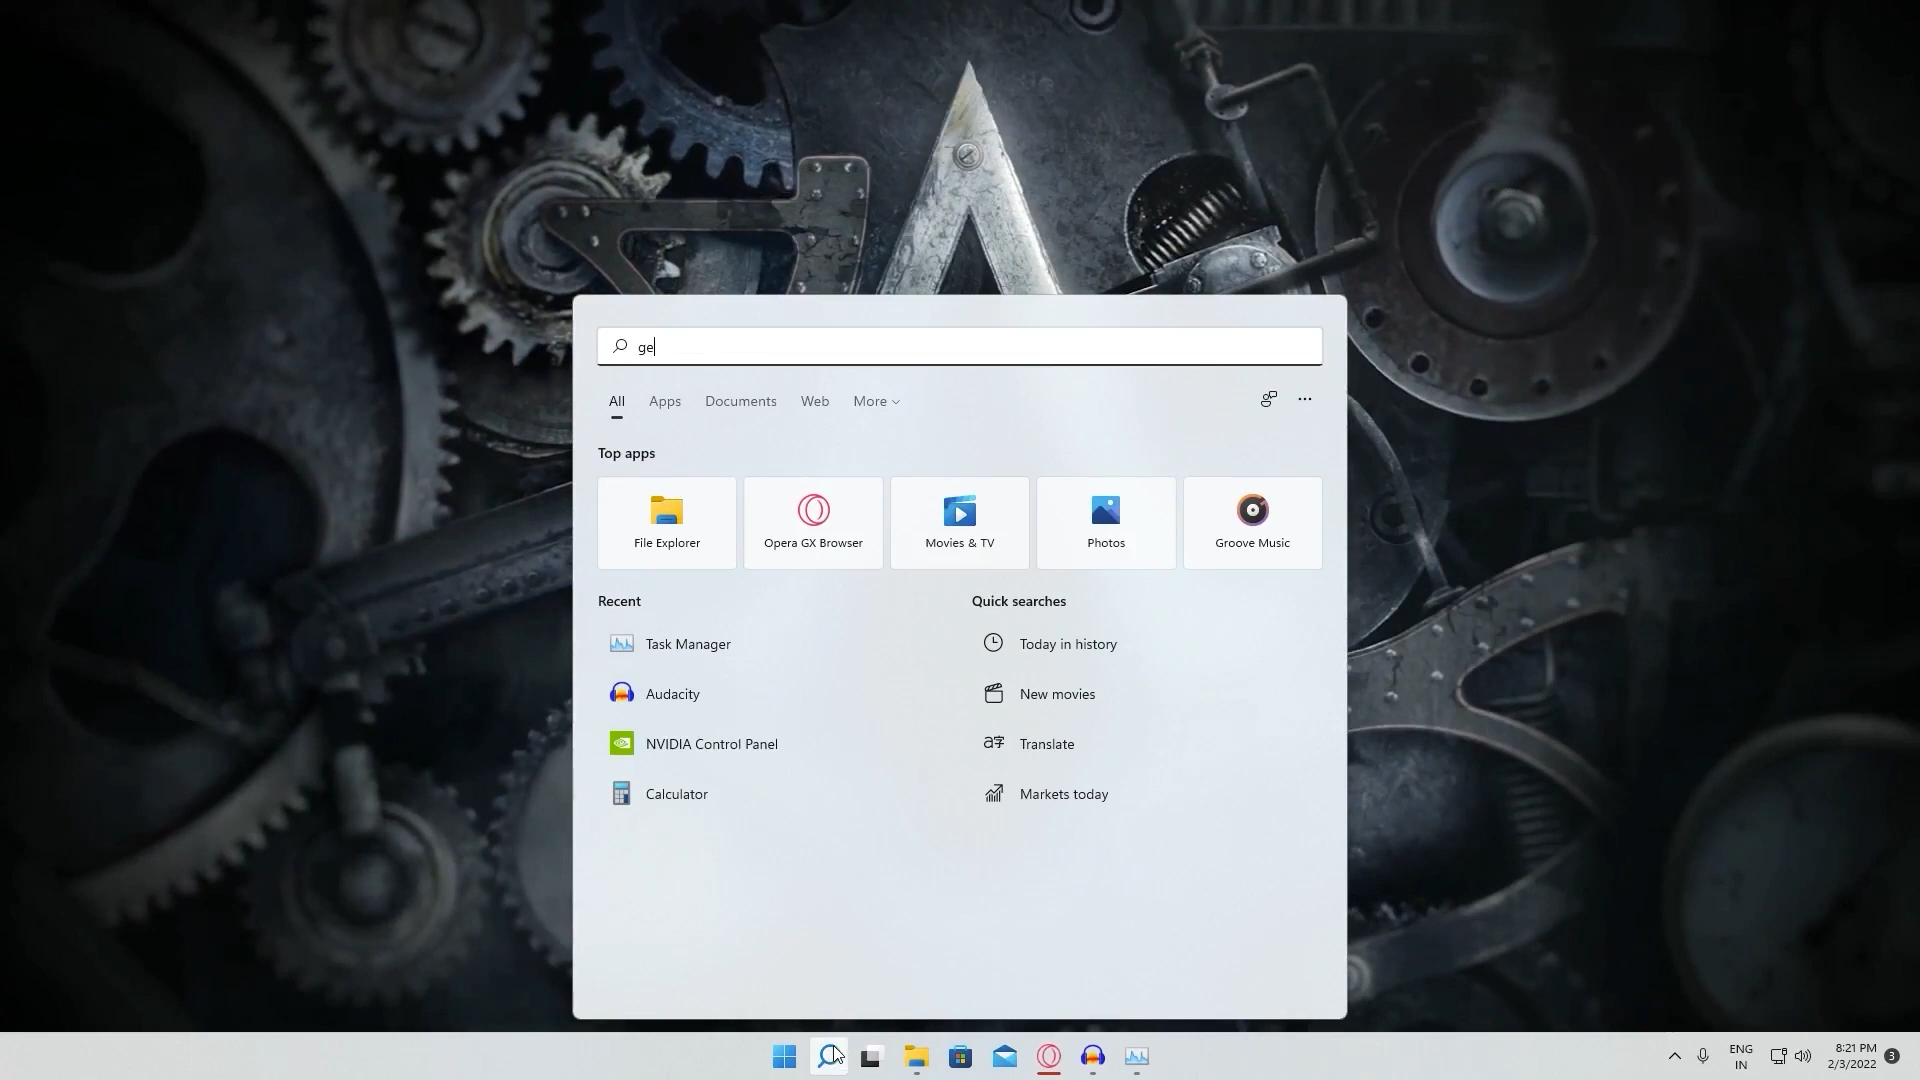 ge
All Apps Documents Web More
Top apps
File Explorer Opera GX Browser Movies & TV Photos Groove Music
Recent Quick searches
Task Manager Today in history
Audacity New movies
NVIDIA Control Panel Translate
Calculator Markets today
ENG 8:21 PM 3
IN 2/3/2022